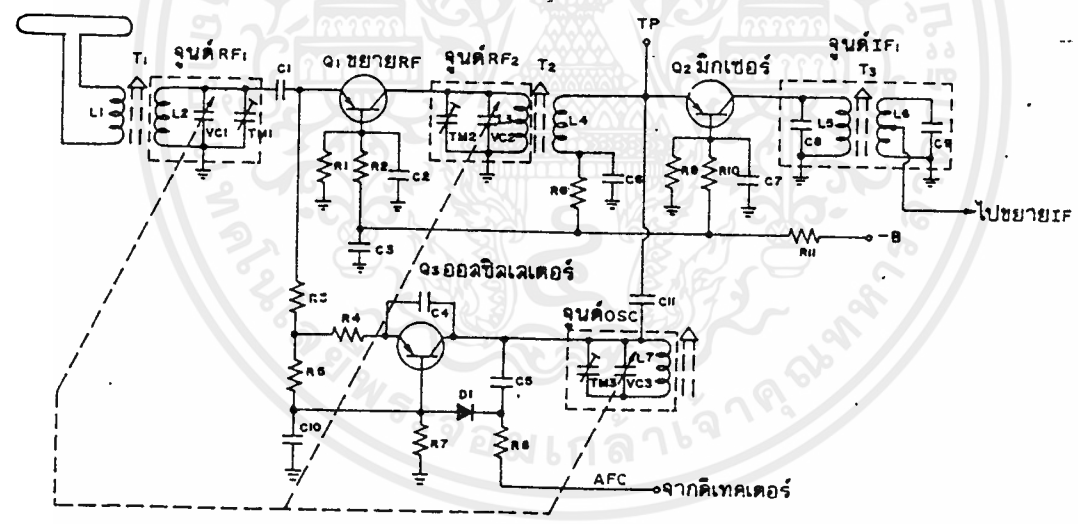 TP
จูนด์RF1
T1
C1
Q1 ขยายRF
จูนด์RF2
T2
Q2 มิกเซอร์
จูนด์IF1
T3
L1
L2
VC1
TM1
TM2
VC2
L3
L4
L5
C8
L6
C9
R1
R2
C2
C6
R9
R10
C7
C3
R11
-B
ไปขยายIF
Q3ออลซิลเลเตอร์
C11
จูนด์OSC
R4
C4
R5
C5
TM3
VC3
L7
D1
C10
R7
AFC
จากดีเทคเตอร์